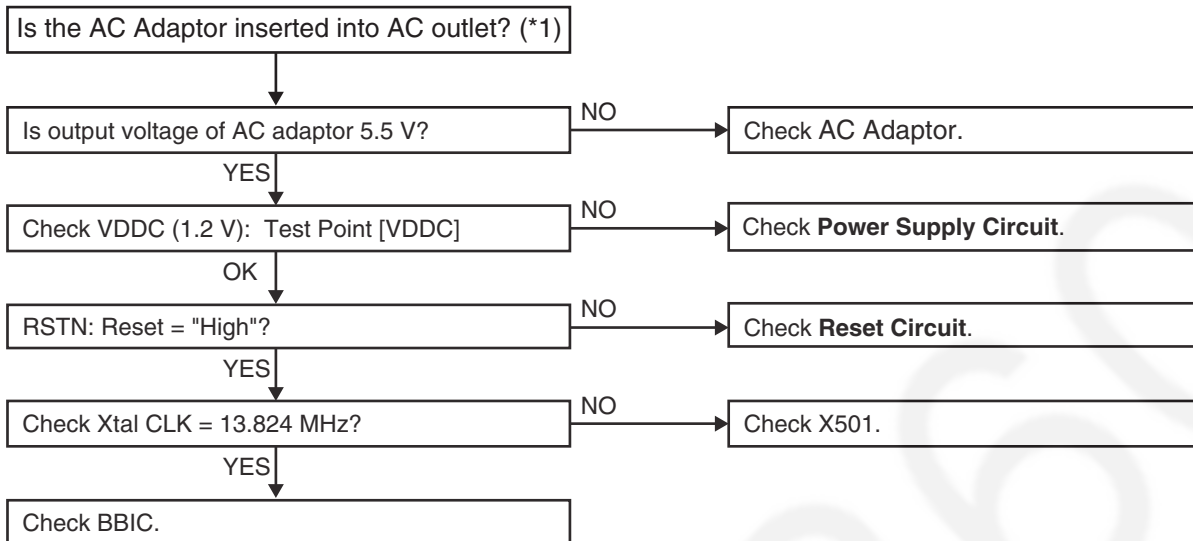 Is the AC Adaptor inserted into AC outlet? (*1)
Is output voltage of AC adaptor 5.5 V?
NO
Check AC Adaptor.
YES
Check VDDC (1.2 V): Test Point [VDDC]
NO
Check Power Supply Circuit.
OK
RSTN: Reset = "High"?
NO
Check Reset Circuit.
YES
Check Xtal CLK = 13.824 MHz?
NO
Check X501.
YES
Check BBIC.